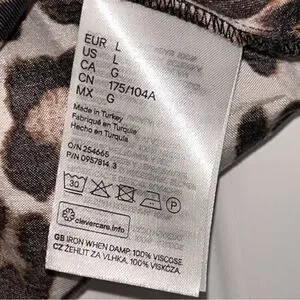 EUR L
US L
CA G
CN 175/104A
MX G
Made in Turkey
Fabriqué en Turquie
Hecho en Turquía
O/N 254665
P/N 0957814 3
30
P
clevercare.info
GB IRON WHEN DAMP. 100% VISCOSE
CZ ŽEHLIT ZA VLHKA. 100% VISKÓZA.